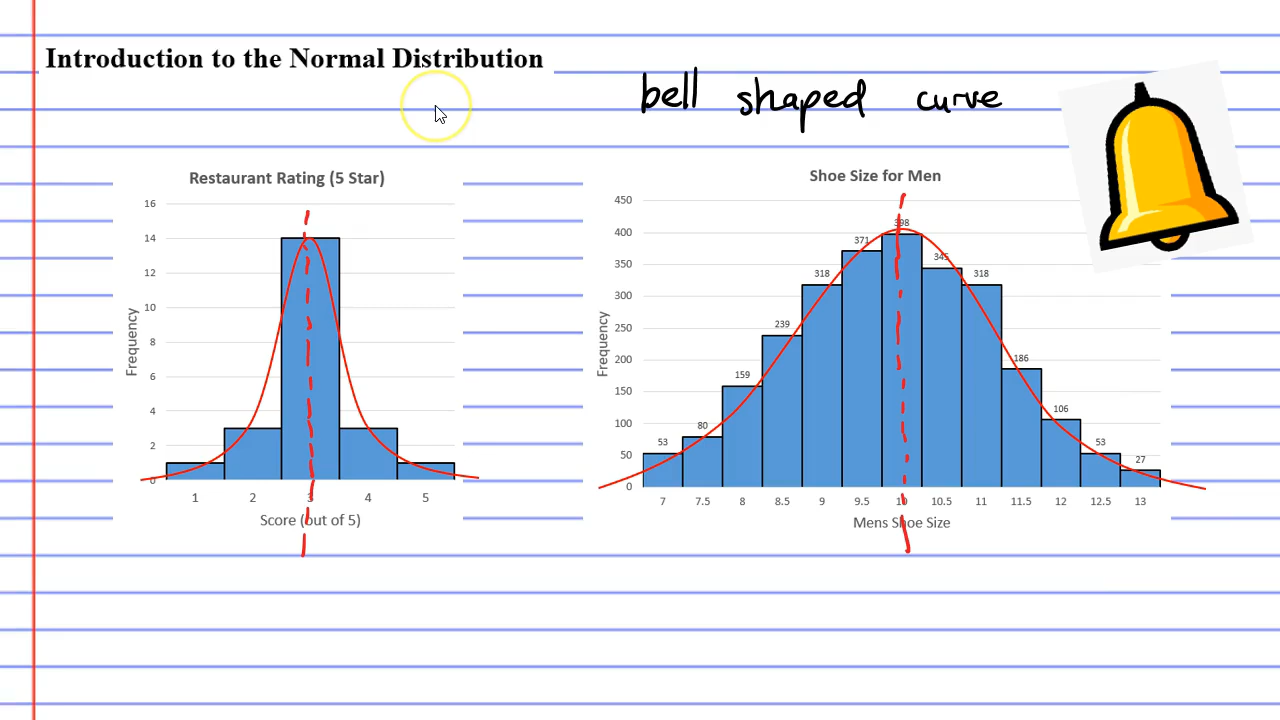 Introduction to the Normal Distribution
bell shaped curve
Restaurant Rating (5 Star)
16
14
12
10
8
6
4
2
0
Frequency
1 2 3 4 5
Score (out of 5)
Shoe Size for Men
450
400
350
300
250
200
150
100
50
0
Frequency
53 80 159 239 318 371 398 345 318 186 106 53 27
7 7.5 8 8.5 9 9.5 10 10.5 11 11.5 12 12.5 13
Mens Shoe Size